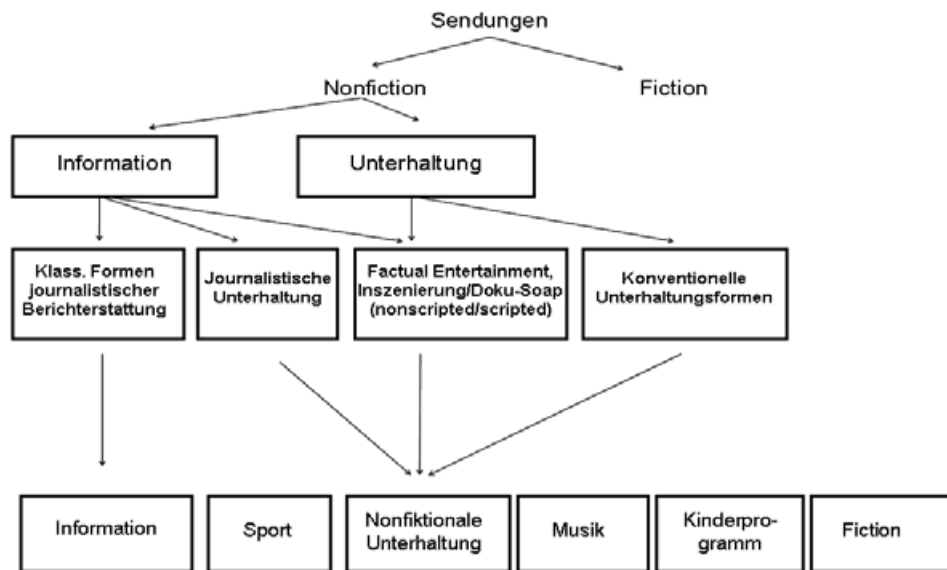 Sendungen
Nonfiction
Fiction
Information
Unterhaltung
Klass. Formen
journalistischer
Berichterstattung
Journalistische
Unterhaltung
Factual Entertainment,
Inszenierung/Doku-Soap
(nonscripted/scripted)
Konventionelle
Unterhaltungsformen
Information
Sport
Nonfiktionale
Unterhaltung
Musik
Kinderpro-
gramm
Fiction